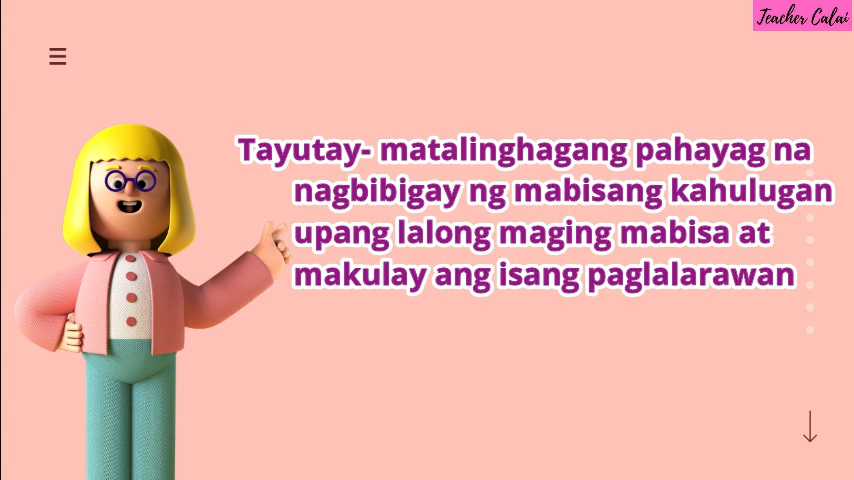 Teacher Calai
Tayutay- matalinghagang pahayag na
nagbibigay ng mabisang kahulugan
upang lalong maging mabisa at
makulay ang isang paglalarawan